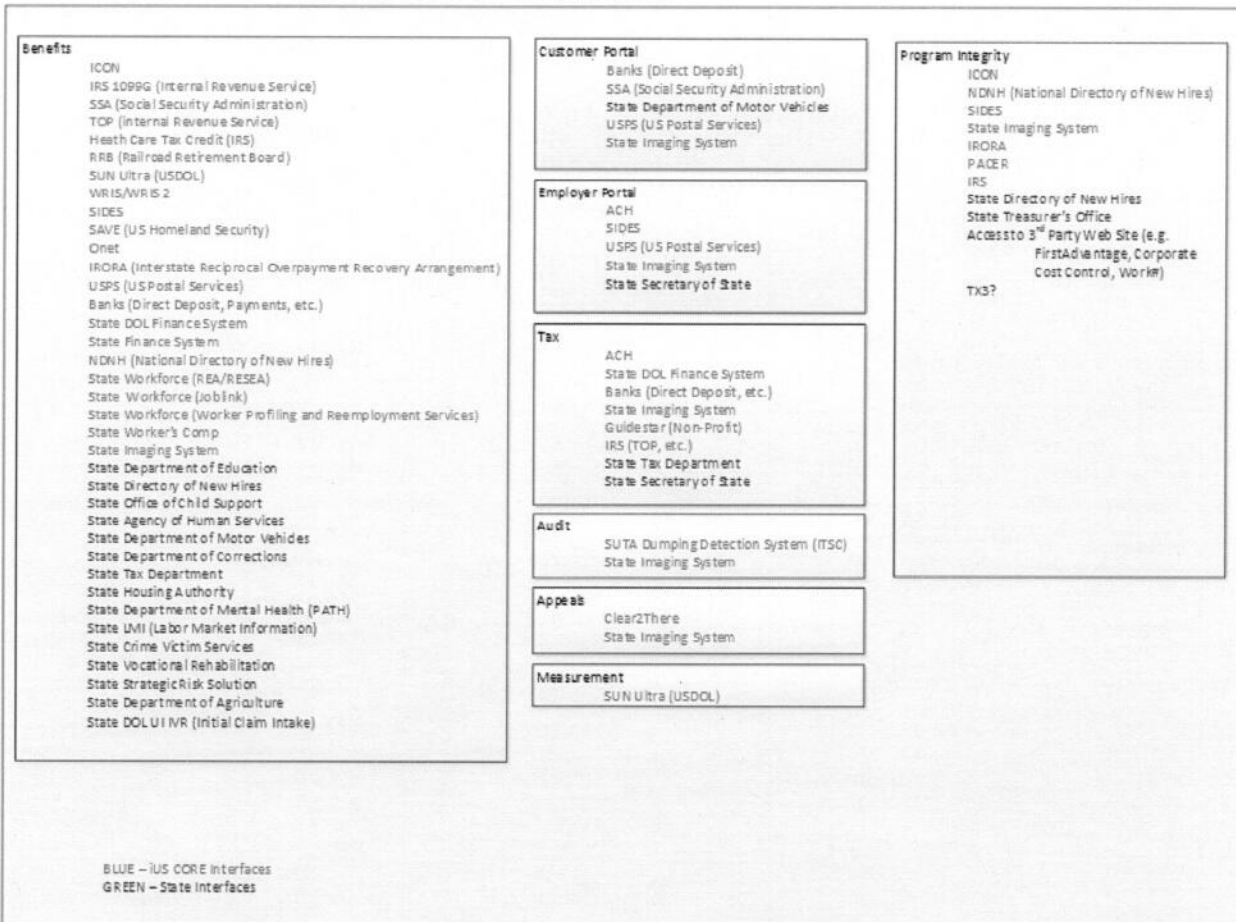 Benefits
ICON
IRS 1099G (Internal Revenue Service)
SSA (Social Security Administration)
TOP (Internal Revenue Service)
Heath Care Tax Credit (IRS)
RRB (Railroad Retirement Board)
SUN Ultra (USDOL)
WRIS/WRIS 2
SIDES
SAVE (US Homeland Security)
Onet
IRORA (Interstate Reciprocal Overpayment Recovery Arrangement)
USPS (US Postal Services)
Banks (Direct Deposit, Payments, etc.)
State DOL Finance System
State Finance System
NDNH (National Directory of New Hires)
State Workforce (REA/RESEA)
State Workforce (Joblink)
State Workforce (Worker Profiling and Reemployment Services)
State Worker's Comp
State Imaging System
State Department of Education
State Directory of New Hires
State Office of Child Support
State Agency of Human Services
State Department of Motor Vehicles
State Department of Corrections
State Tax Department
State Housing Authority
State Department of Mental Health (PATH)
State LMI (Labor Market Information)
State Crime Victim Services
State Vocational Rehabilitation
State Strategic Risk Solution
State Department of Agriculture
State DOL UI IVR (Initial Claim Intake)
Customer Portal
Banks (Direct Deposit)
SSA (Social Security Administration)
State Department of Motor Vehicles
USPS (US Postal Services)
State Imaging System
Employer Portal
ACH
SIDES
USPS (US Postal Services)
State Imaging System
State Secretary of State
Tax
ACH
State DOL Finance System
Banks (Direct Deposit, etc.)
State Imaging System
Guidestar (Non-Profit)
IRS (TOP, etc.)
State Tax Department
State Secretary of State
Audit
SUTA Dumping Detection System (ITSC)
State Imaging System
Appeals
Clear2There
State Imaging System
Measurement
SUN Ultra (USDOL)
Program Integrity
ICON
NDNH (National Directory of New Hires)
SIDES
State Imaging System
IRORA
PACER
IRS
State Directory of New Hires
State Treasurer's Office
Access to 3rd Party Web Site (e.g.
FirstAdvantage, Corporate
Cost Control, Work#)
TX3?
BLUE – iUS CORE Interfaces
GREEN – State Interfaces